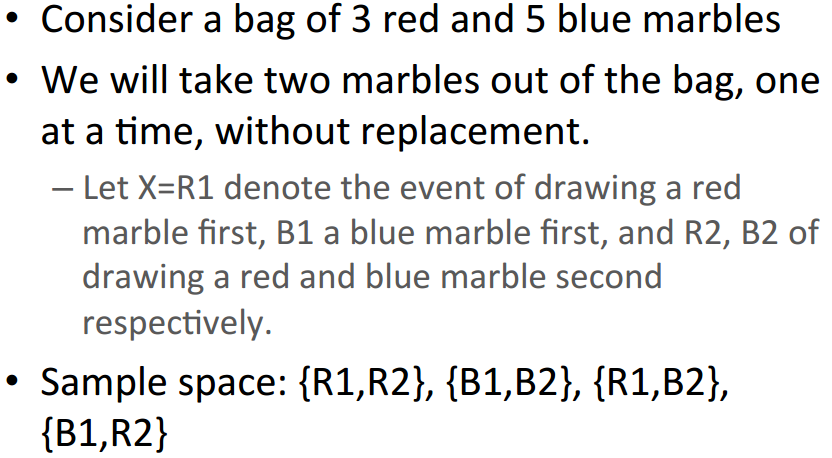 • Consider a bag of 3 red and 5 blue marbles
• We will take two marbles out of the bag, one
at a time, without replacement.
– Let X=R1 denote the event of drawing a red
marble first, B1 a blue marble first, and R2, B2 of
drawing a red and blue marble second
respectively.
• Sample space: {R1,R2}, {B1,B2}, {R1,B2},
{B1,R2}